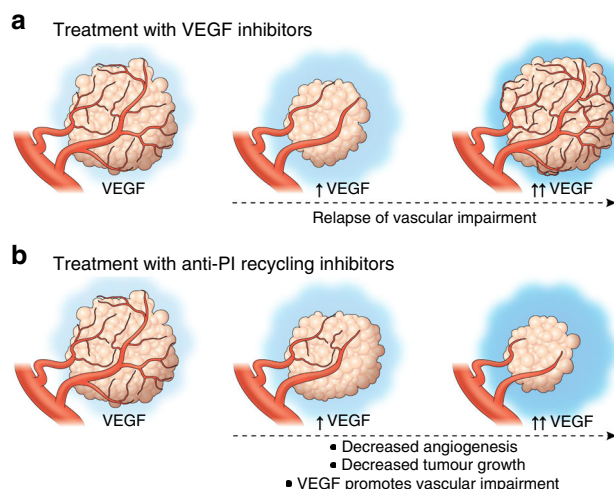 a
Treatment with VEGF inhibitors
VEGF
↑ VEGF
↑↑ VEGF
Relapse of vascular impairment
b
Treatment with anti-PI recycling inhibitors
VEGF
↑ VEGF
↑↑ VEGF
▪ Decreased angiogenesis
▪ Decreased tumour growth
▪ VEGF promotes vascular impairment